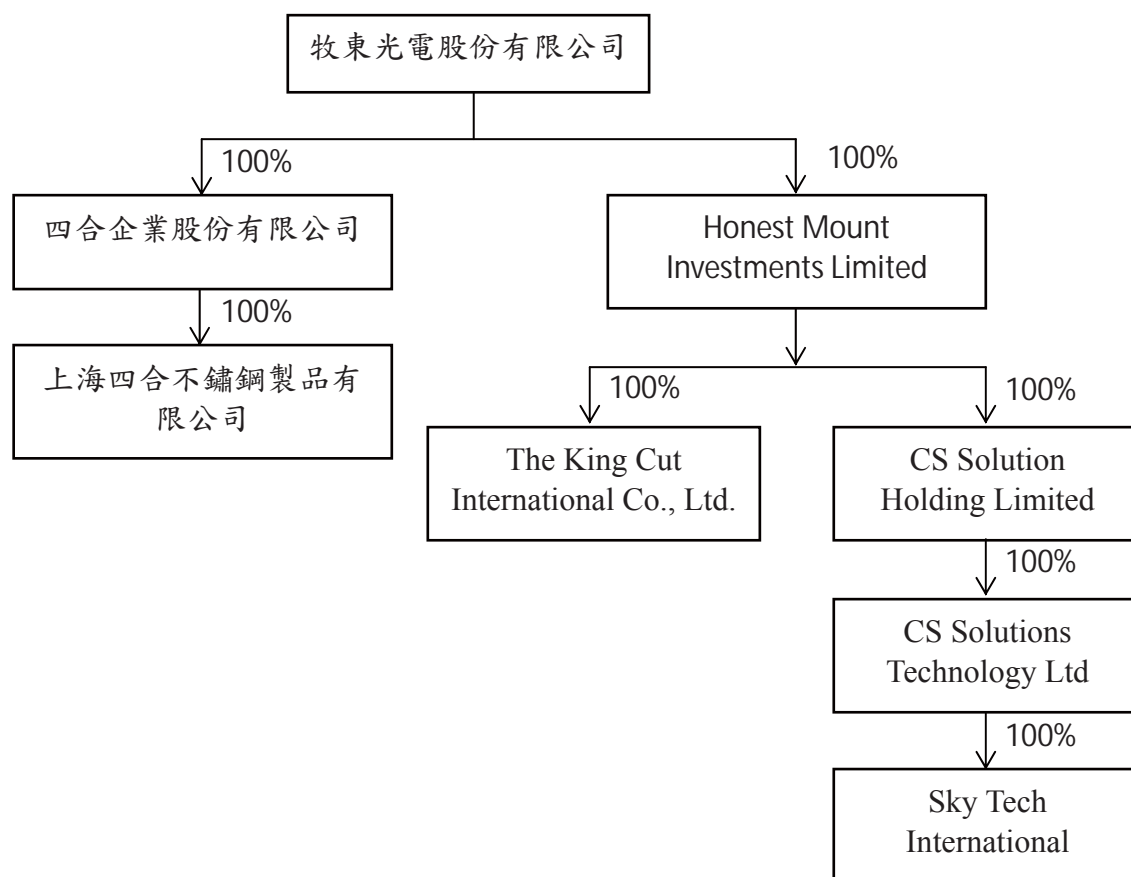 牧東光電股份有限公司
100%
100%
四合企業股份有限公司
Honest Mount
Investments Limited
100%
上海四合不鏽鋼製品有
限公司
100%
100%
The King Cut
International Co., Ltd.
CS Solution
Holding Limited
100%
CS Solutions
Technology Ltd
100%
Sky Tech
International